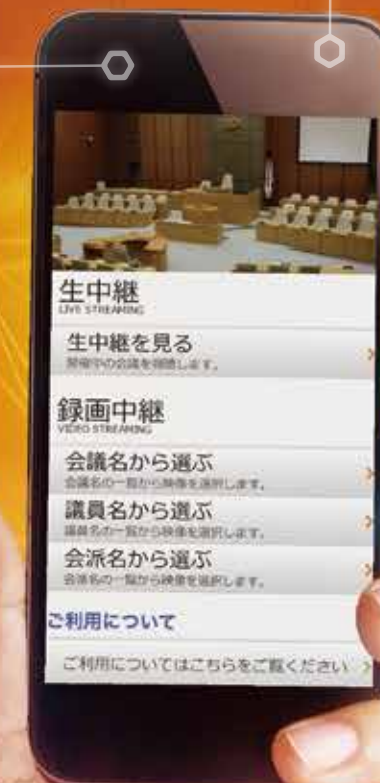 生中継
LIVE STREAMING
生中継を見る
開催中の会議を視聴します。
録画中継
VIDEO STREAMING
会議名から選ぶ
会議名の一覧から映像を選択します。
議員名から選ぶ
議員名の一覧から映像を選択します。
会派名から選ぶ
会派名の一覧から映像を選択します。
ご利用について
ご利用についてはこちらをご覧ください